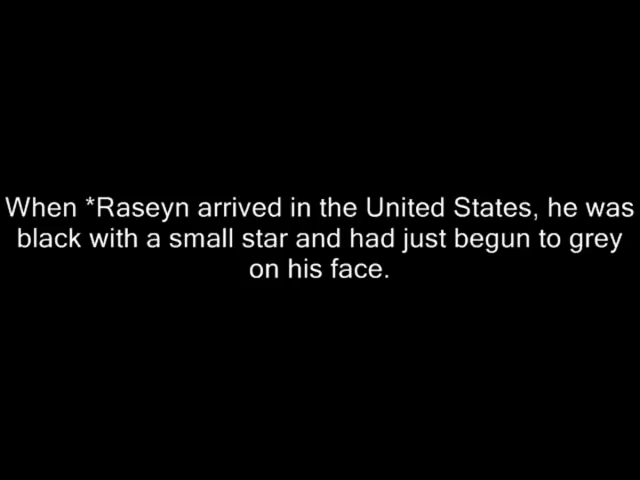 When *Raseyn arrived in the United States, he was
black with a small star and had just begun to grey
on his face.